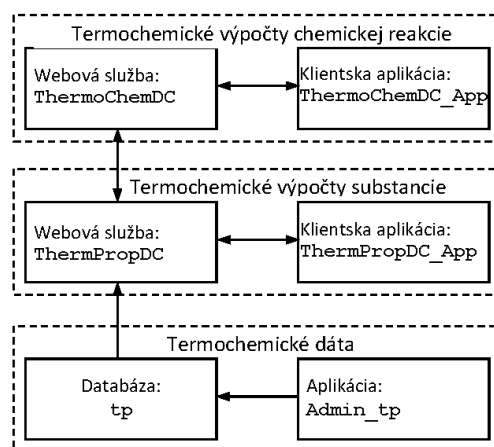 Termochemické výpočty chemickej reakcie
Webová služba:
ThermoChemDC
Klientska aplikácia:
ThermoChemDC_App
Termochemické výpočty substancie
Webová služba:
ThermPropDC
Klientska aplikácia:
ThermPropDC_App
Termochemické dáta
Databáza:
tp
Aplikácia:
Admin_tp